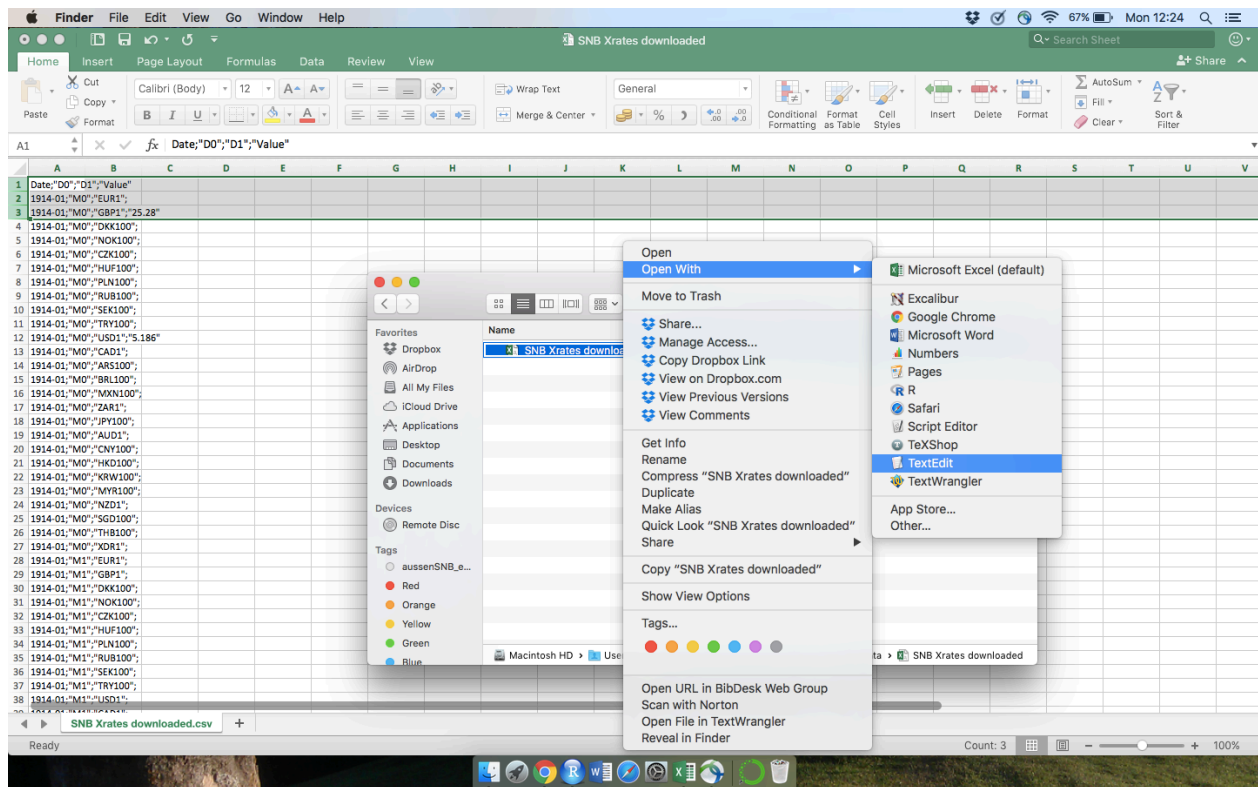 Finder File Edit View Go Window Help 67% Mon 12:24
SNB Xrates downloaded Search Sheet
Home Insert Page Layout Formulas Data Review View Share
Paste Cut Copy Format
Calibri (Body) 12 A A B I U A
Wrap Text Merge & Center
General % .0 .00 .00 .0
Conditional Formatting Format as Table Cell Styles
Insert Delete Format
AutoSum Fill Clear Sort & Filter
A1 fx Date;"D0";"D1";"Value"
A B C D E F G H I J K L M N O P Q R S T U V
1 Date;"D0";"D1";"Value"
2 1914-01;"M0";"EUR1";
3 1914-01;"M0";"GBP1";"25.28"
4 1914-01;"M0";"DKK100";
5 1914-01;"M0";"NOK100";
6 1914-01;"M0";"CZK100";
7 1914-01;"M0";"HUF100";
8 1914-01;"M0";"PLN100";
9 1914-01;"M0";"RUB100";
10 1914-01;"M0";"SEK100";
11 1914-01;"M0";"TRY100";
12 1914-01;"M0";"USD1";"5.186"
13 1914-01;"M0";"CAD1";
14 1914-01;"M0";"ARS100";
15 1914-01;"M0";"BRL100";
16 1914-01;"M0";"MXN100";
17 1914-01;"M0";"ZAR1";
18 1914-01;"M0";"JPY100";
19 1914-01;"M0";"AUD1";
20 1914-01;"M0";"CNY100";
21 1914-01;"M0";"HKD100";
22 1914-01;"M0";"KRW100";
23 1914-01;"M0";"MYR100";
24 1914-01;"M0";"NZD1";
25 1914-01;"M0";"SGD100";
26 1914-01;"M0";"THB100";
27 1914-01;"M0";"XDR1";
28 1914-01;"M1";"EUR1";
29 1914-01;"M1";"GBP1";
30 1914-01;"M1";"DKK100";
31 1914-01;"M1";"NOK100";
32 1914-01;"M1";"CZK100";
33 1914-01;"M1";"HUF100";
34 1914-01;"M1";"PLN100";
35 1914-01;"M1";"RUB100";
36 1914-01;"M1";"SEK100";
37 1914-01;"M1";"TRY100";
38 1914-01;"M1";"USD1";
Favorites
Dropbox
AirDrop
All My Files
iCloud Drive
Applications
Desktop
Documents
Downloads
Devices
Remote Disc
Tags
aussenSNB_e...
Red
Orange
Yellow
Green
Blue
Name
SNB Xrates downloa
Macintosh HD Use
ta SNB Xrates downloaded
Open
Open With
Move to Trash
Share...
Manage Access...
Copy Dropbox Link
View on Dropbox.com
View Previous Versions
View Comments
Get Info
Rename
Compress “SNB Xrates downloaded”
Duplicate
Make Alias
Quick Look “SNB Xrates downloaded”
Share
Copy “SNB Xrates downloaded”
Show View Options
Tags...
Open URL in BibDesk Web Group
Scan with Norton
Open File in TextWrangler
Reveal in Finder
Microsoft Excel (default)
Excalibur
Google Chrome
Microsoft Word
Numbers
Pages
R
Safari
Script Editor
TeXShop
TextEdit
TextWrangler
App Store...
Other...
SNB Xrates downloaded.csv +
Ready Count: 3 100%